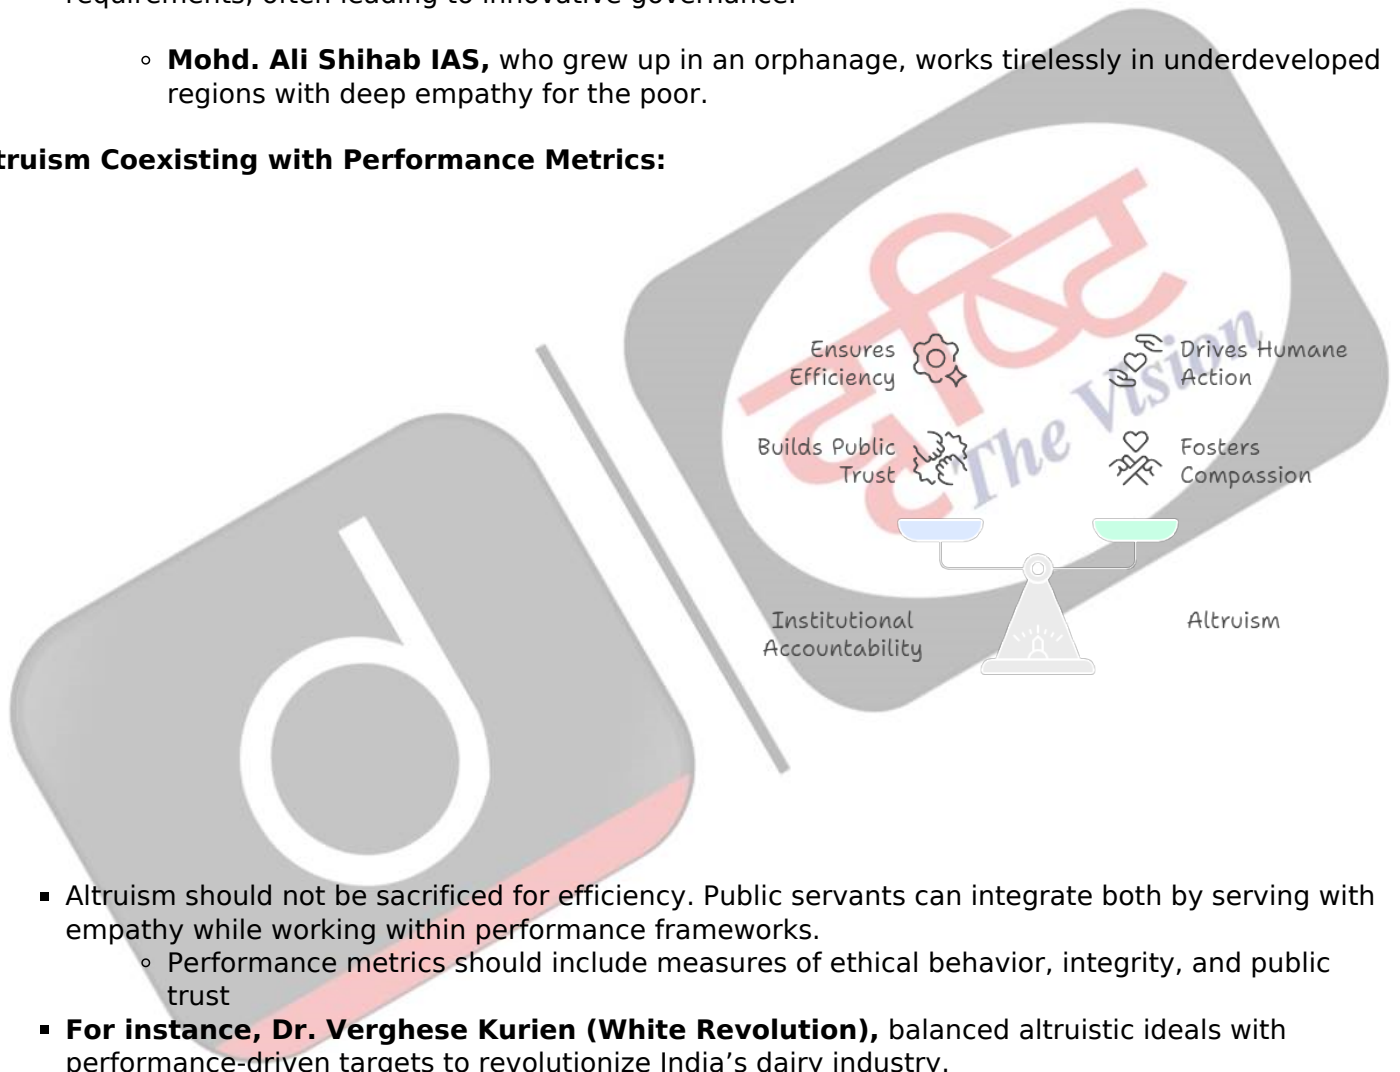 requirements, often leading to innovative governance.
◦ Mohd. Ali Shihab IAS, who grew up in an orphanage, works tirelessly in underdeveloped
regions with deep empathy for the poor.
truism Coexisting with Performance Metrics:
दृष्टि
The Vision
d
Ensures
Efficiency
Drives Humane
Action
Builds Public
Trust
Fosters
Compassion
Institutional
Accountability
Altruism
▪ Altruism should not be sacrificed for efficiency. Public servants can integrate both by serving with
empathy while working within performance frameworks.
◦ Performance metrics should include measures of ethical behavior, integrity, and public
trust
▪ For instance, Dr. Verghese Kurien (White Revolution), balanced altruistic ideals with
performance-driven targets to revolutionize India’s dairy industry.